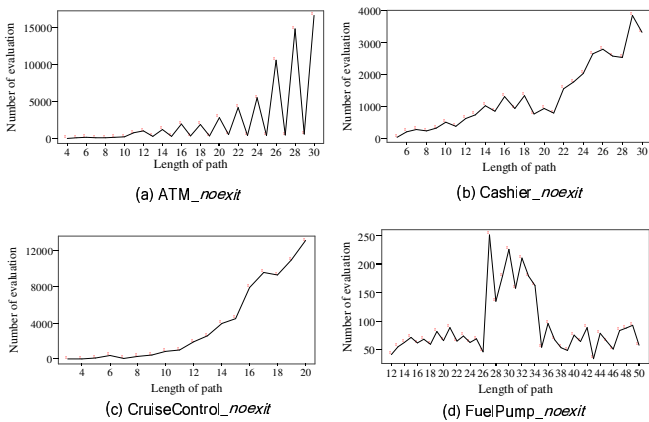 Number of evaluation
15000
10000
5000
0
4 6 8 10 12 14 16 18 20 22 24 26 28 30
Length of path
(a) ATM_noexit
Number of evaluation
4000
3000
2000
1000
0
6 8 10 12 14 16 18 20 22 24 26 28 30
Length of path
(b) Cashier_noexit
Number of evaluation
12000
8000
4000
0
4 6 8 10 12 14 16 18 20
Length of path
(c) CruiseControl_noexit
Number of evaluation
250
200
150
100
50
12 14 16 18 20 22 24 26 28 30 32 34 36 38 40 42 44 46 48 50
Length of path
(d) FuelPump_noexit